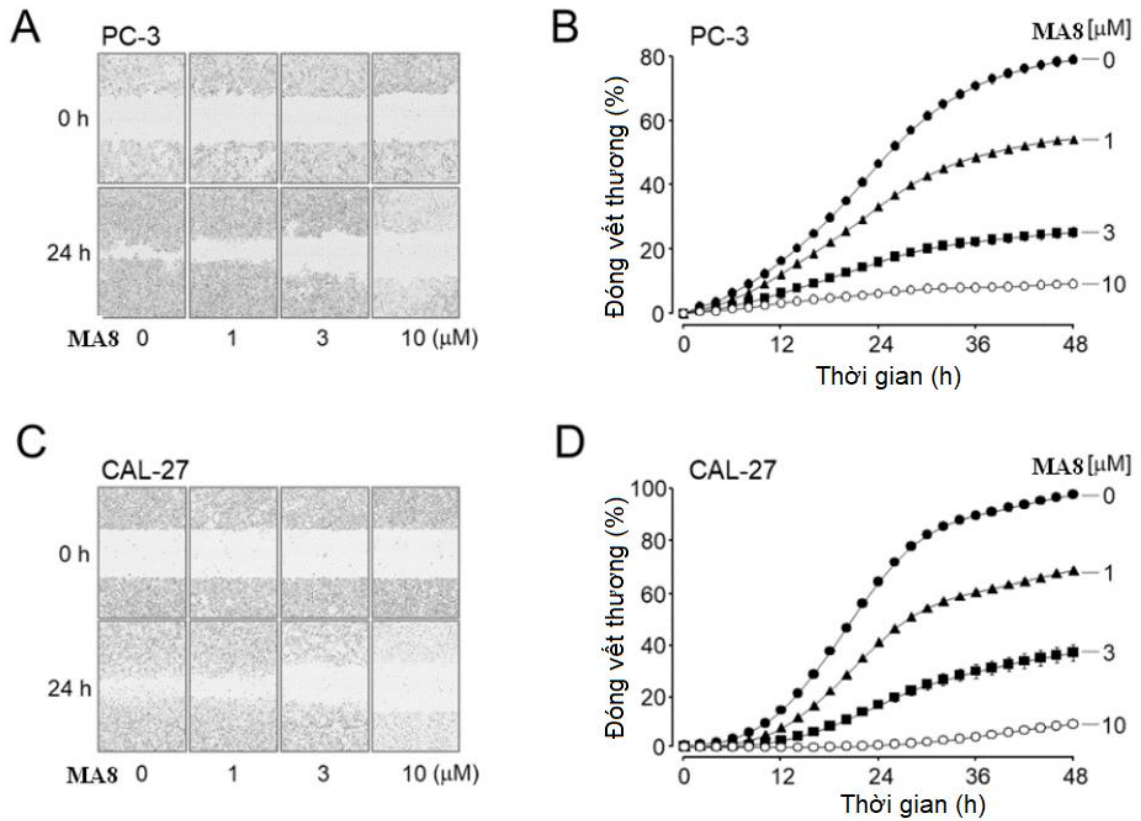 A
PC-3
0 h
24 h
MA8 0 1 3 10 (μM)
B
PC-3
MA8 [μM]
Đóng vết thương (%)
80
60
40
20
0
0
1
3
10
0 12 24 36 48
Thời gian (h)
C
CAL-27
0 h
24 h
MA8 0 1 3 10 (μM)
D
CAL-27
MA8 [μM]
Đóng vết thương (%)
100
80
60
40
20
0
0
1
3
10
0 12 24 36 48
Thời gian (h)